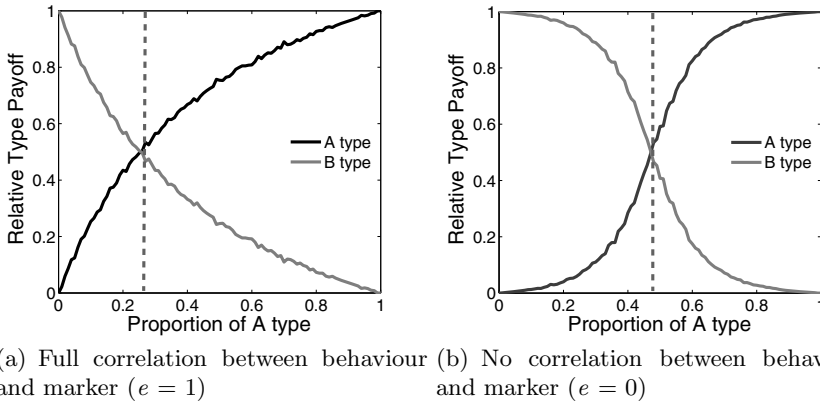 1
0.8
0.6
0.4
0.2
0
Relative Type Payoff
A type
B type
0 0.2 0.4 0.6 0.8 1
Proportion of A type
1
0.8
0.6
0.4
0.2
0
Relative Type Payoff
A type
B type
0 0.2 0.4 0.6 0.8 1
Proportion of A type
(a) Full correlation between behaviour
and marker (e = 1)
(b) No correlation between behav
and marker (e = 0)